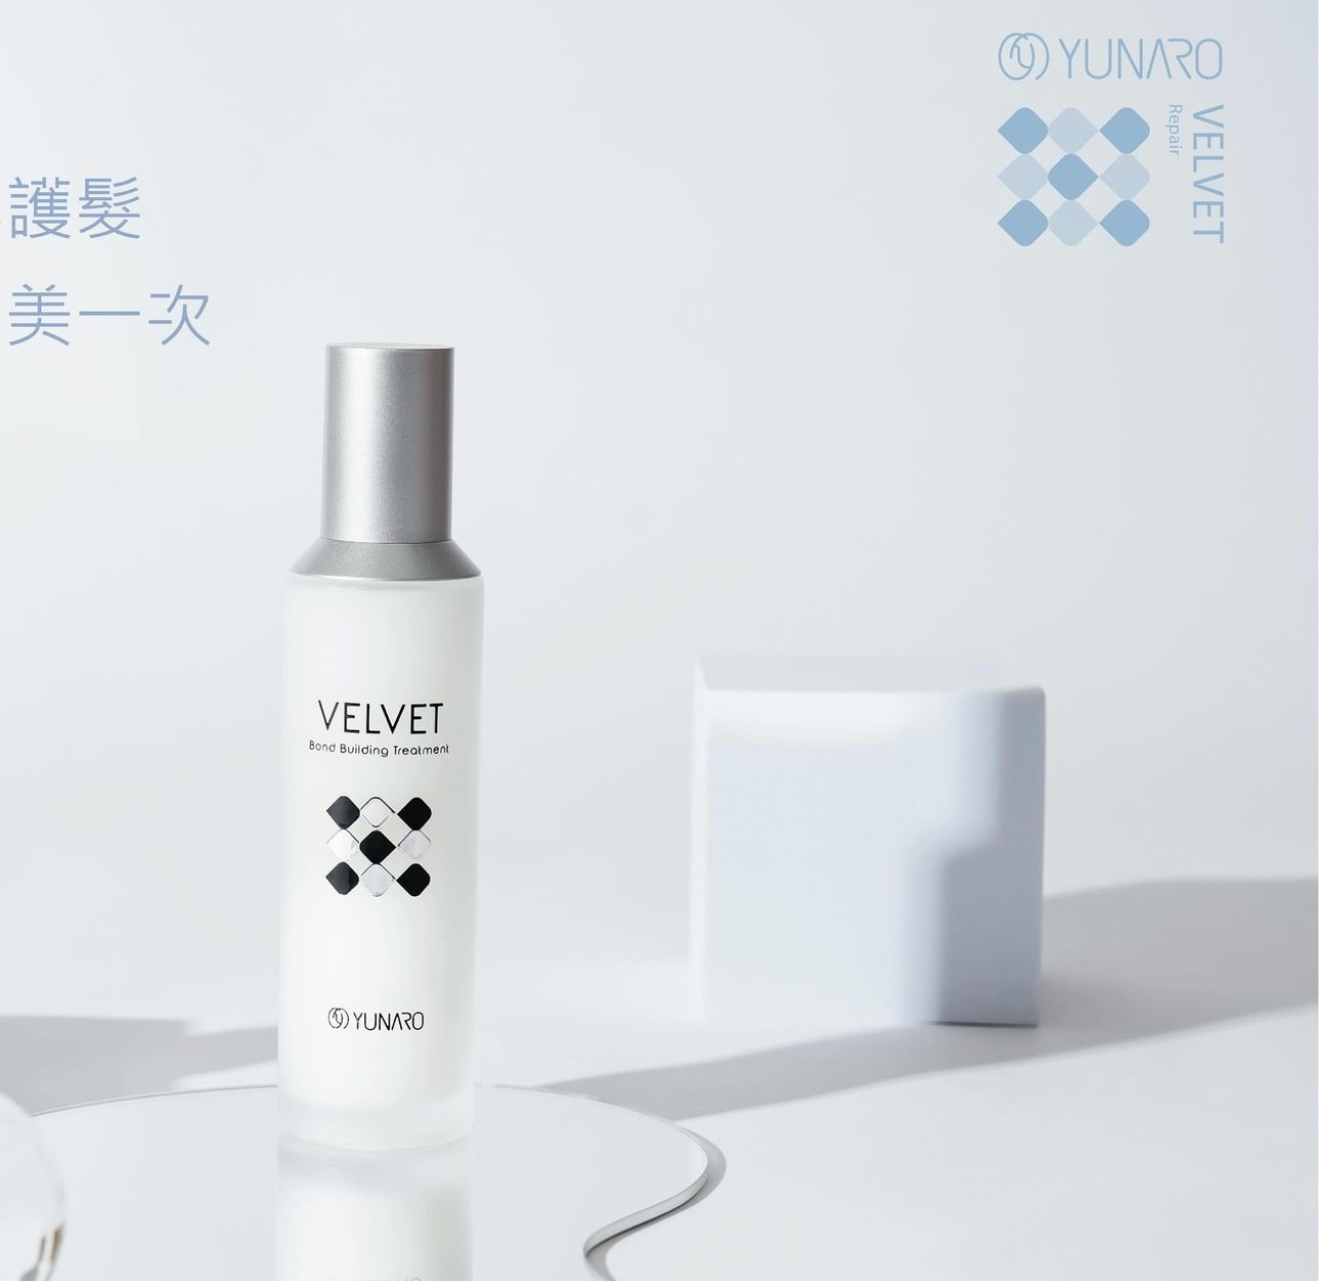 護髮
美一次
YUNARO
VELVET
Repair
VELVET
Bond Building Treatment
YUNARO